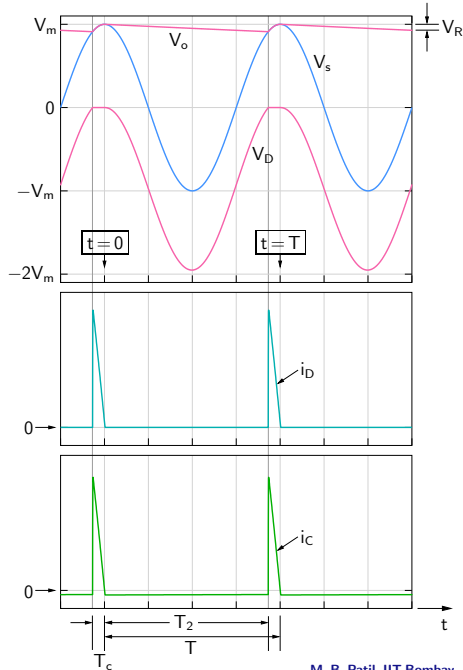 V_m
V_R
V_o
V_s
0
V_D
−V_m
t = 0
t = T
−2V_m
i_D
0
i_C
0
T_2
t
T
T_c
M. B. Patil, IIT Bombay